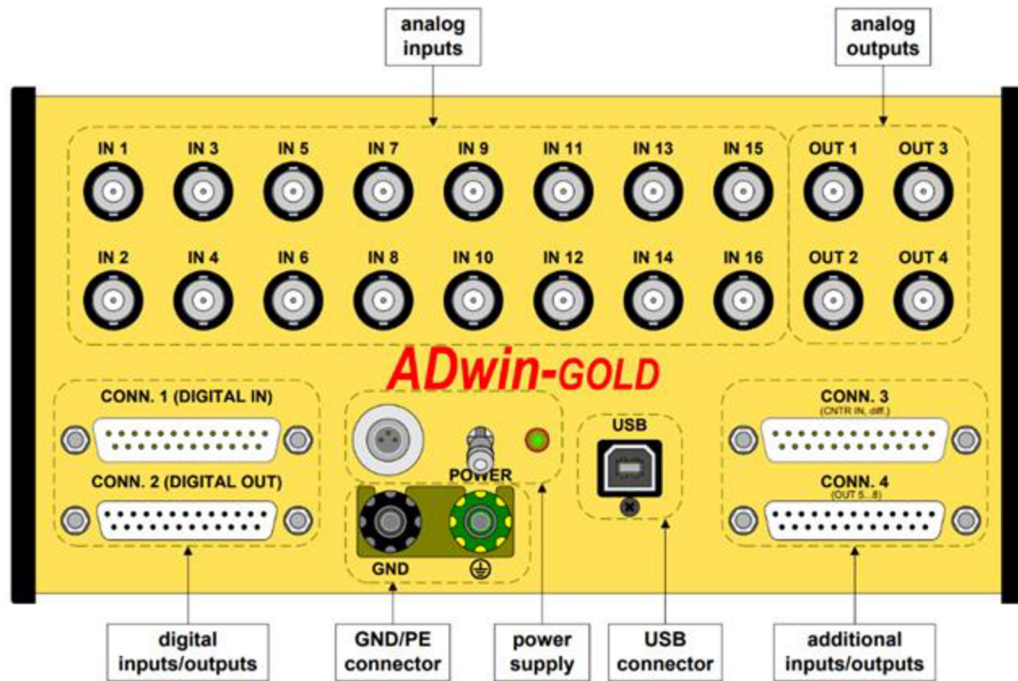 analog
inputs
analog
outputs
IN 1 IN 3 IN 5 IN 7 IN 9 IN 11 IN 13 IN 15 OUT 1 OUT 3
IN 2 IN 4 IN 6 IN 8 IN 10 IN 12 IN 14 IN 16 OUT 2 OUT 4
ADwin-GOLD
CONN. 1 (DIGITAL IN)
CONN. 2 (DIGITAL OUT)
POWER
GND
USB
CONN. 3
(CNTR IN, diff.)
CONN. 4
(OUT 5...8)
digital
inputs/outputs
GND/PE
connector
power
supply
USB
connector
additional
inputs/outputs